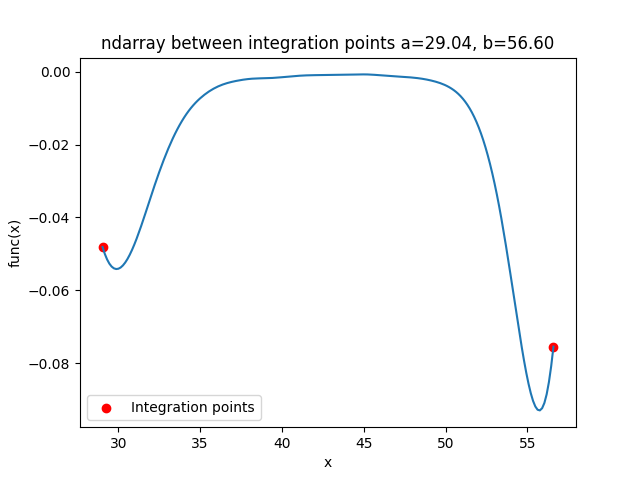 ndarray between integration points a=29.04, b=56.60
0.00
−0.02
−0.04
−0.06
−0.08
func(x)
Integration points
30 35 40 45 50 55
x